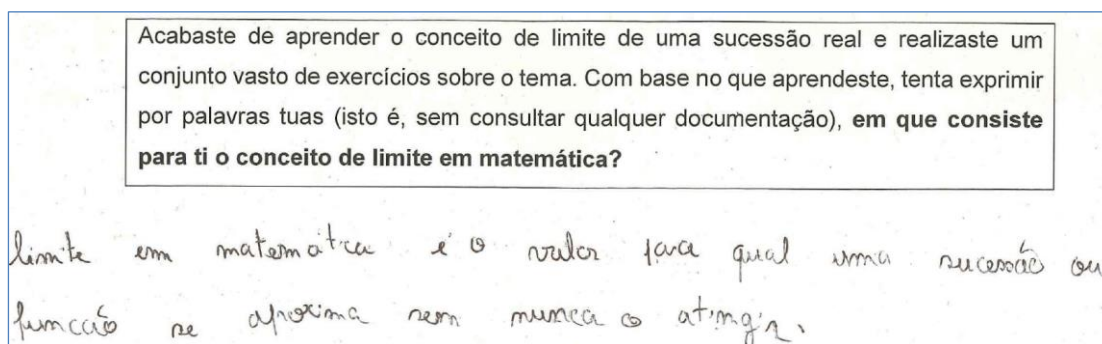 Acabaste de aprender o conceito de limite de uma sucessão real e realizaste um
conjunto vasto de exercícios sobre o tema. Com base no que aprendeste, tenta exprimir
por palavras tuas (isto é, sem consultar qualquer documentação), em que consiste
para ti o conceito de limite em matemática?
limite em matemática é o valor para qual uma sucessão ou
funcão se aproxima sem nunca o atingir.